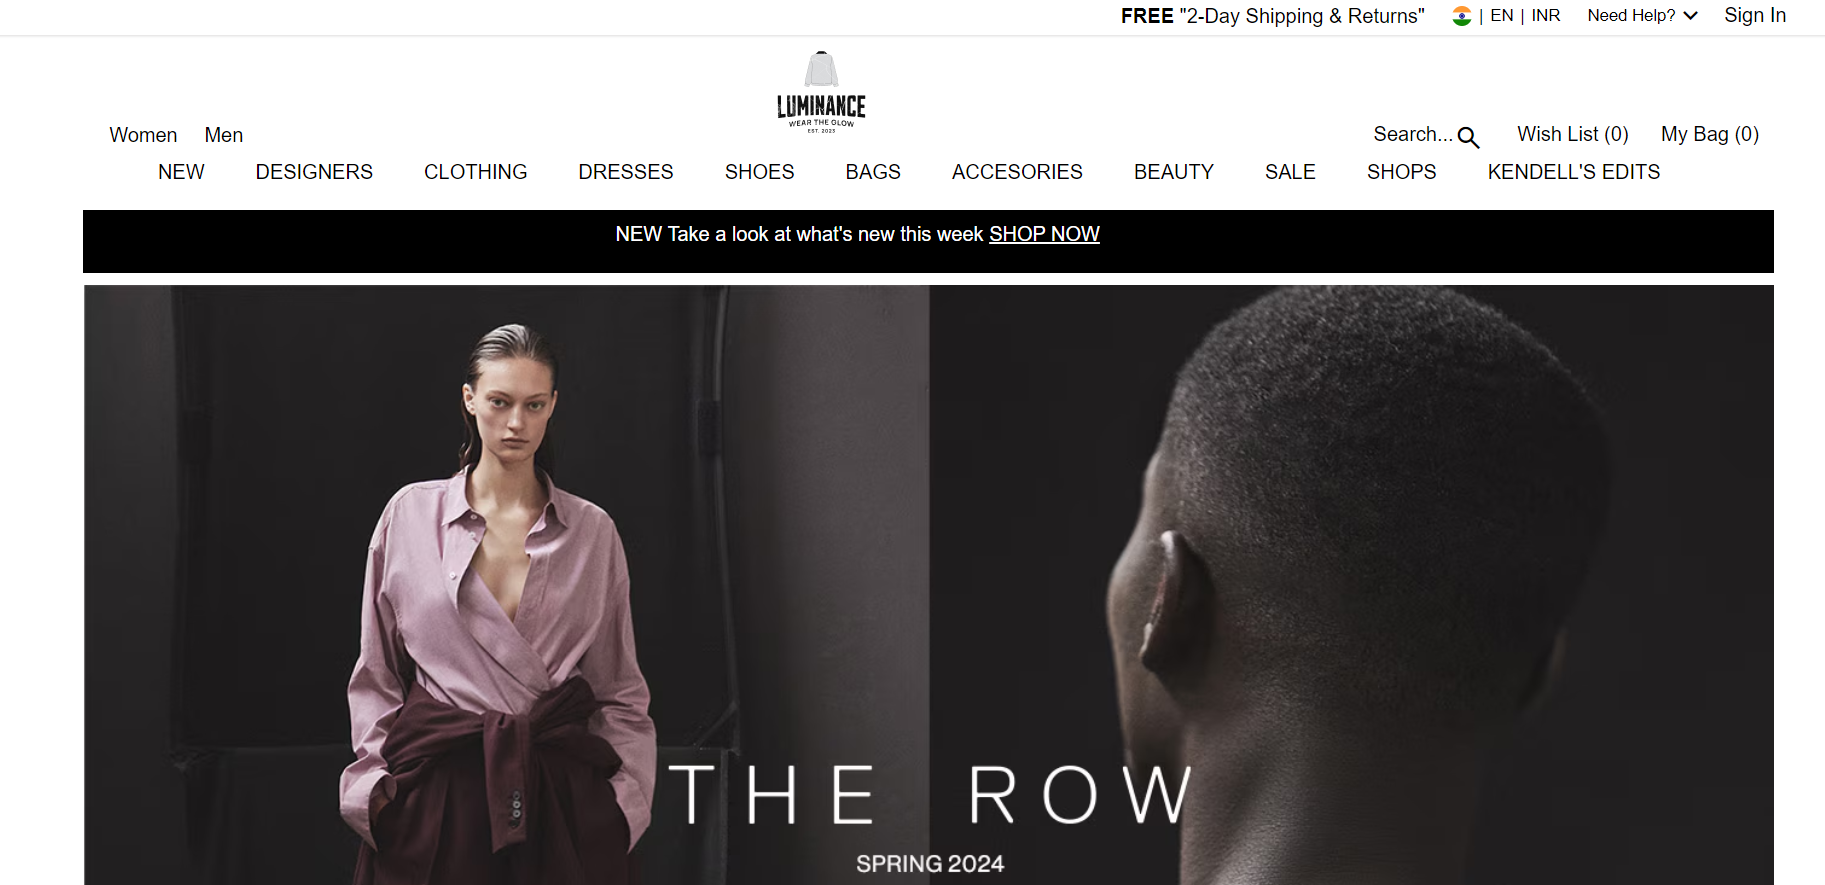 FREE "2-Day Shipping & Returns" | EN | INR Need Help? Sign In
LUMINANCE
WEAR THE GLOW
EST. 2023
Women Men Search... Wish List (0) My Bag (0)
NEW DESIGNERS CLOTHING DRESSES SHOES BAGS ACCESORIES BEAUTY SALE SHOPS KENDELL'S EDITS
NEW Take a look at what's new this week SHOP NOW
THE ROW
SPRING 2024